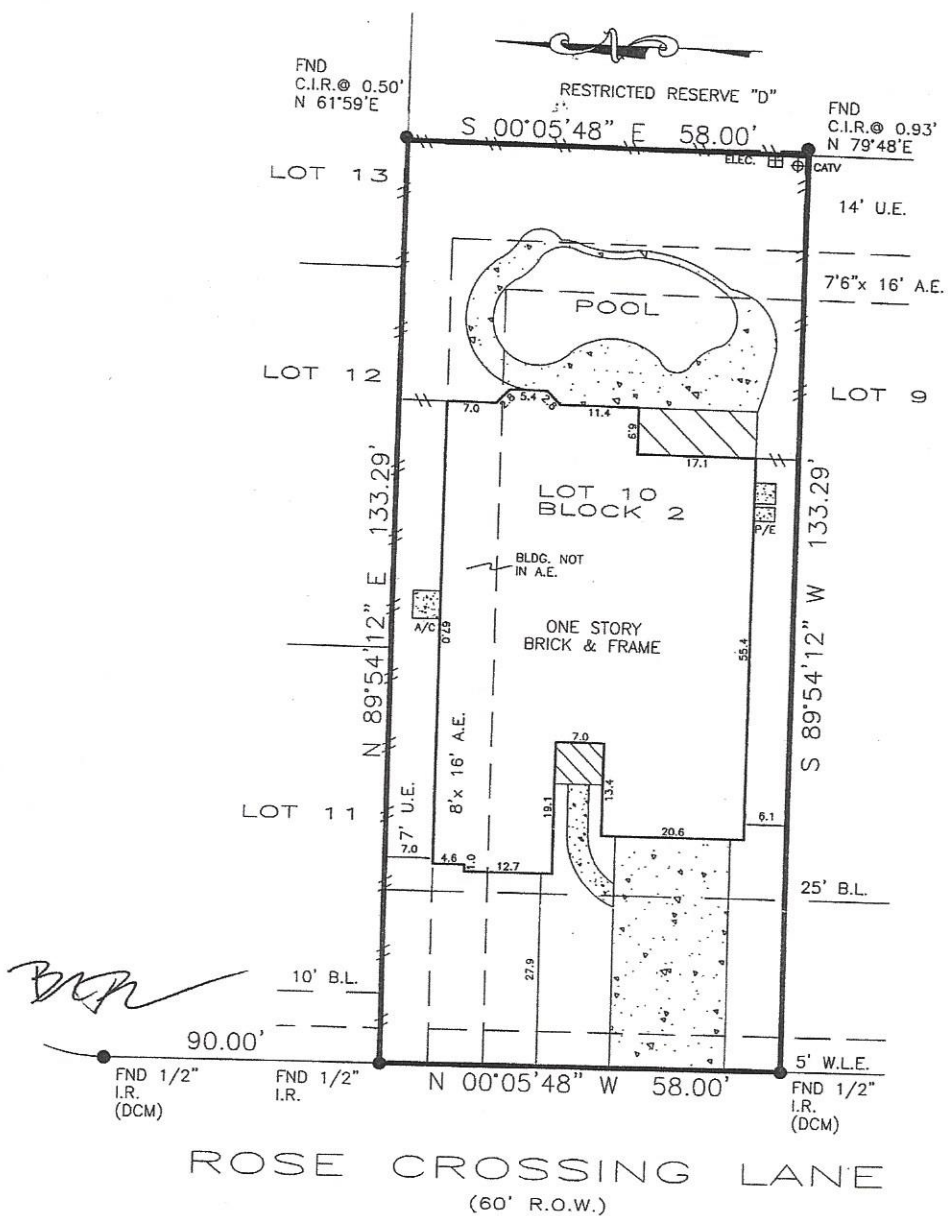 N
FND
C.I.R.@ 0.50'
N 61°59'E
RESTRICTED RESERVE "D"
FND
C.I.R.@ 0.93'
N 79°48'E
S 00°05'48" E 58.00'
ELEC.
CATV
LOT 13
14' U.E.
7'6"x 16' A.E.
POOL
LOT 12
LOT 9
7.0
2.8
5.4
2.8
11.4
6.9
17.1
LOT 10
BLOCK 2
P/E
N 89°54'12" E 133.29'
S 89°54'12" W 133.29'
BLDG. NOT
IN A.E.
A/C
67.0
ONE STORY
BRICK & FRAME
55.4
8'x 16' A.E.
7.0
13.4
19.1
LOT 11
7' U.E.
20.6
6.1
7.0
4.6
1.0
12.7
25' B.L.
27.9
10' B.L.
90.00'
5' W.L.E.
FND 1/2"
I.R.
(DCM)
FND 1/2"
I.R.
N 00°05'48" W 58.00'
FND 1/2"
I.R.
(DCM)
ROSE CROSSING LANE
(60' R.O.W.)